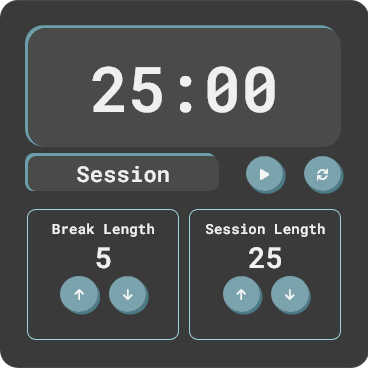 25:00
Session
Break Length
5
Session Length
25